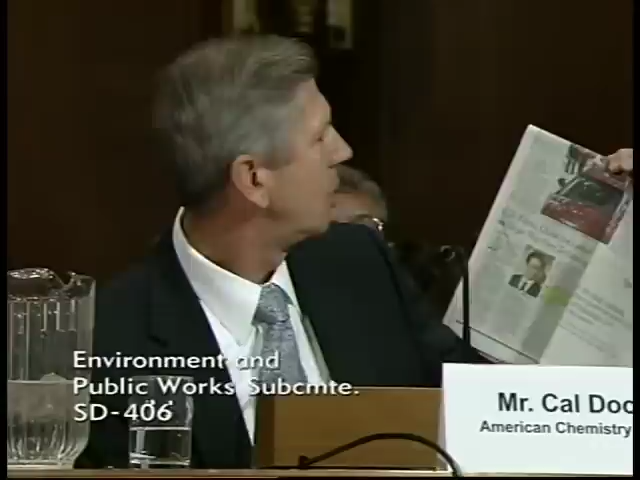 Environment and
Public Works Subcmte.
SD-406
Mr. Cal Doo
American Chemistry